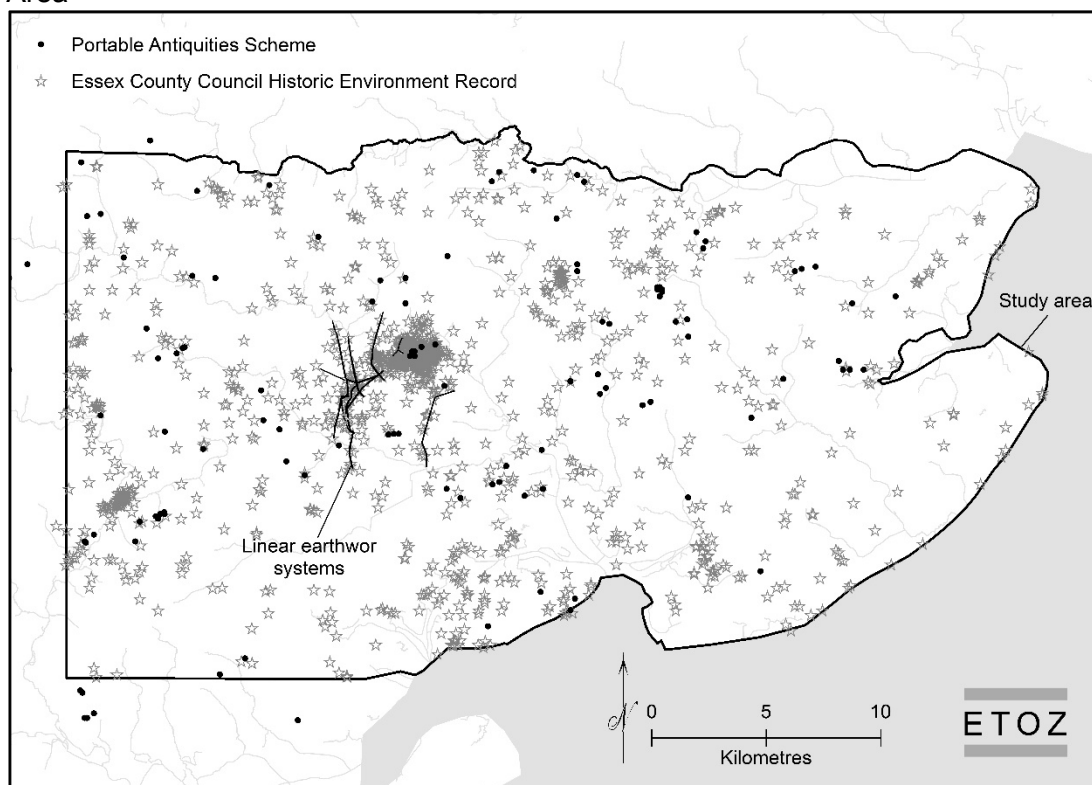 Area
Portable Antiquities Scheme
Essex County Council Historic Environment Record
Study area
Linear earthwor
systems
N
0 5 10
Kilometres
ETOZ